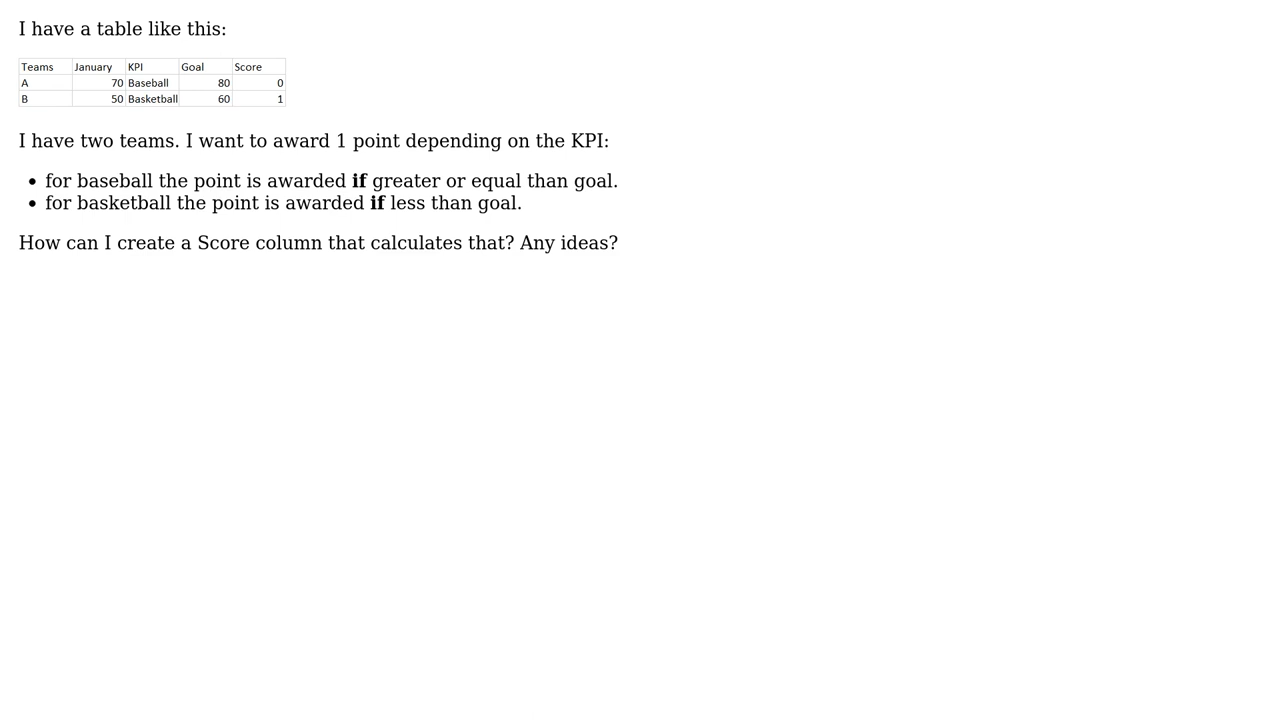 I have a table like this:
Teams January KPI Goal Score
A 70 Baseball 80 0
B 50 Basketball 60 1
I have two teams. I want to award 1 point depending on the KPI:
• for baseball the point is awarded if greater or equal than goal.
• for basketball the point is awarded if less than goal.
How can I create a Score column that calculates that? Any ideas?